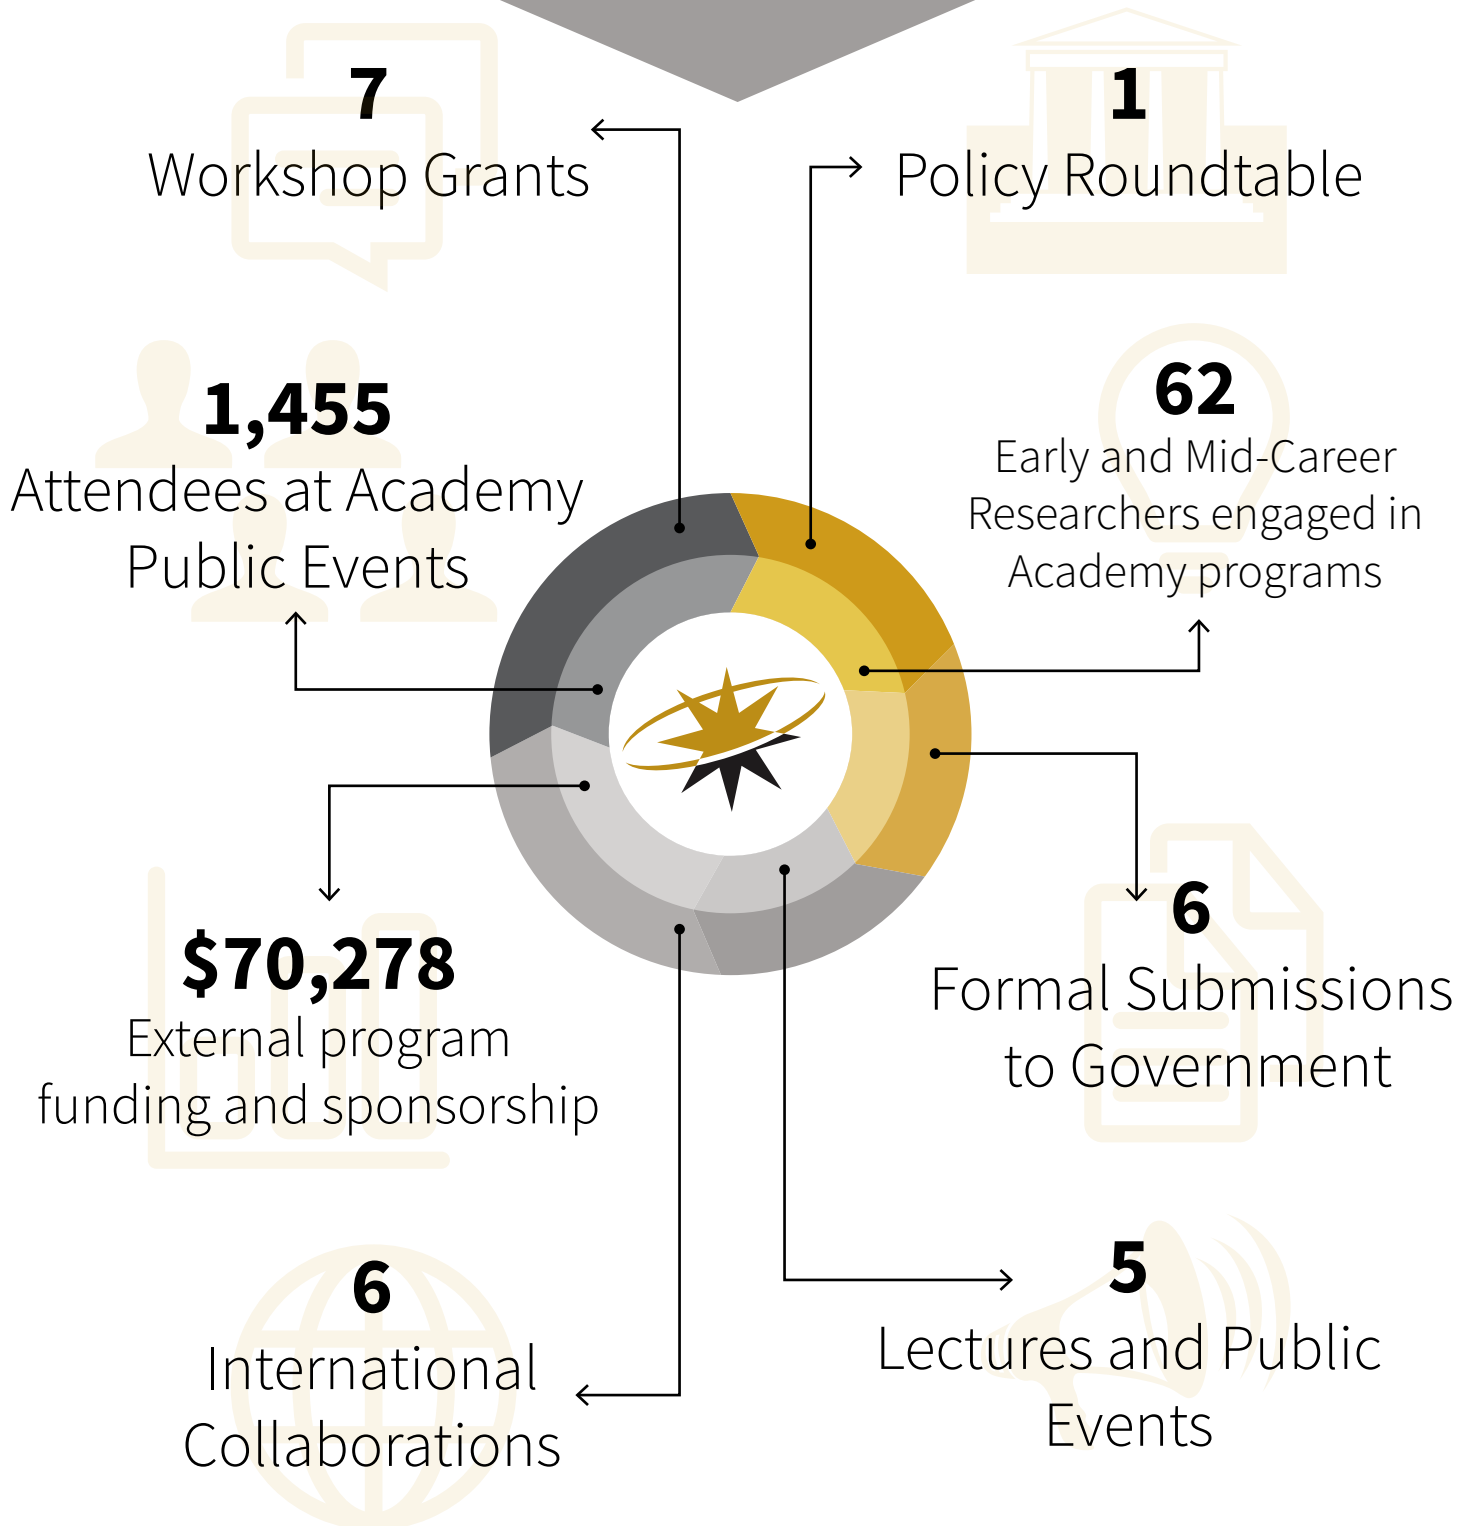 7
Workshop Grants
1
Policy Roundtable
1,455
Attendees at Academy
Public Events
62
Early and Mid-Career
Researchers engaged in
Academy programs
$70,278
External program
funding and sponsorship
6
Formal Submissions
to Government
6
International
Collaborations
5
Lectures and Public
Events